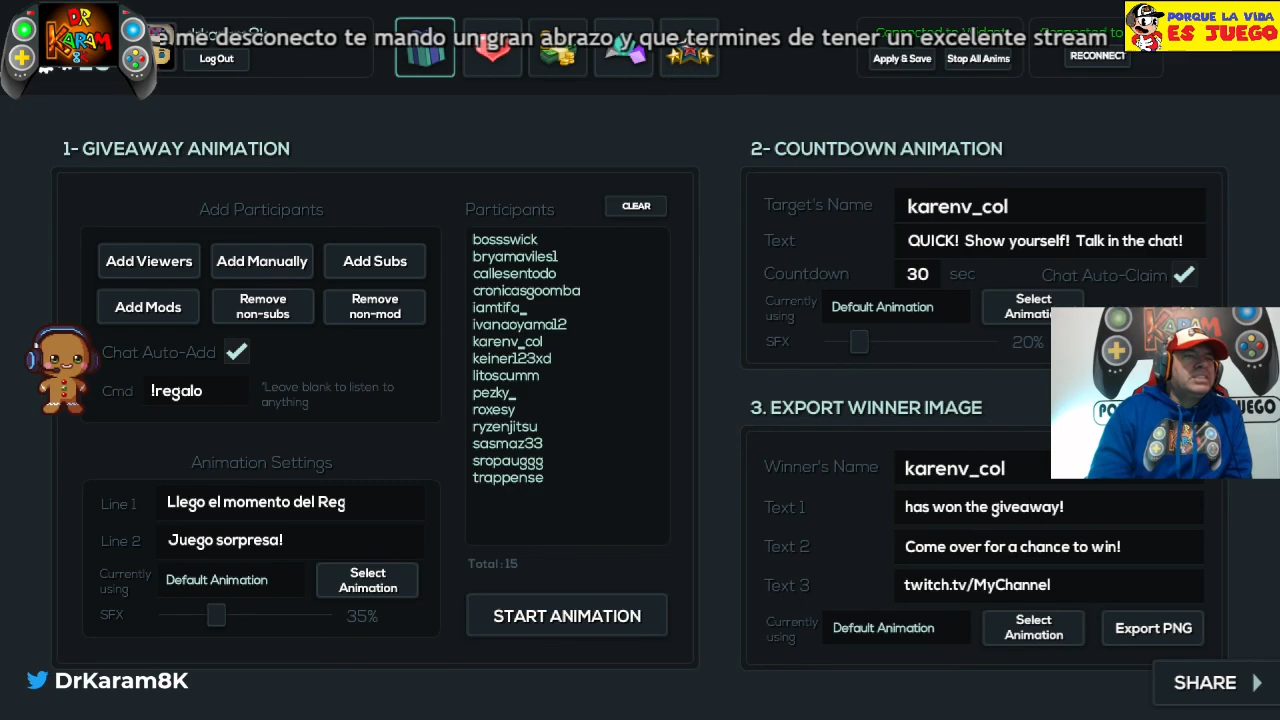 DR
KARAM
8K
me desconecto te mando un gran abrazo y que termines de tener un excelente stream
PORQUE LA VIDA
ES JUEGO
Log Out
Apply & Save
Stop All Anims
RECONNECT
1- GIVEAWAY ANIMATION
Add Participants
Add Viewers
Add Manually
Add Subs
Add Mods
Remove
non-subs
Remove
non-mod
Chat Auto-Add
Cmd
!regalo
*Leave blank to listen to
anything
Animation Settings
Line 1
Llego el momento del Reg
Line 2
Juego sorpresa!
Currently
using
Default Animation
Select
Animation
SFX
35%
Participants
CLEAR
bossswick
bryamaviles1
callesentodo
cronicasgoomba
iamtifa_
ivanaoyama12
karenv_col
keiner123xd
litoscumm
pezky_
roxesy
ryzenjitsu
sasmaz33
sropauggg
trappense
Total: 15
START ANIMATION
2- COUNTDOWN ANIMATION
Target's Name
karenv_col
Text
QUICK! Show yourself! Talk in the chat!
Countdown
30
sec
Chat Auto-Claim
Currently
using
Default Animation
Select
SFX
20%
3. EXPORT WINNER IMAGE
Winner's Name
karenv_col
Text 1
has won the giveaway!
Text 2
Come over for a chance to win!
Text 3
twitch.tv/MyChannel
Currently
using
Default Animation
Select
Animation
Export PNG
SHARE
DrKaram8K